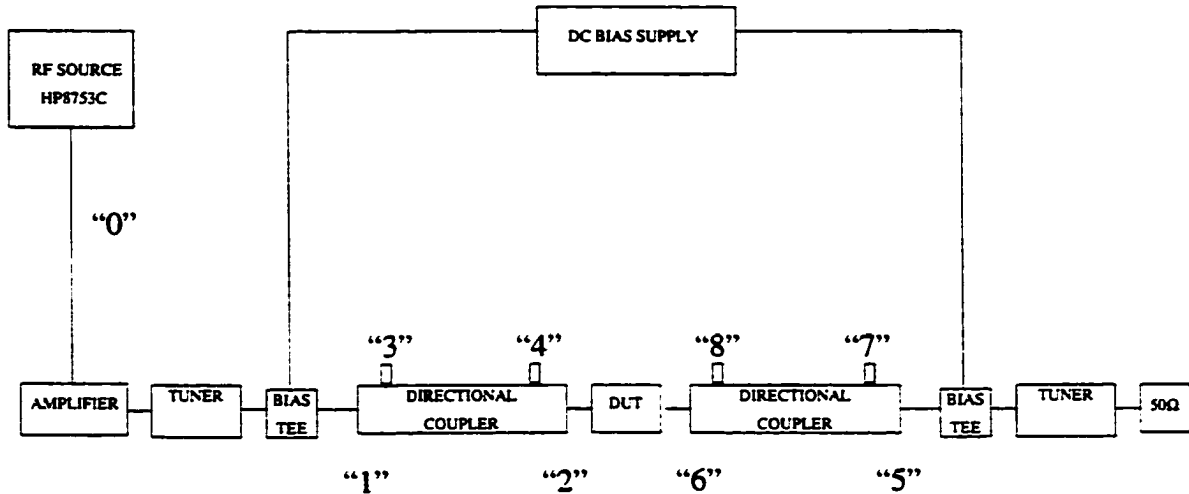 DC BIAS SUPPLY
RF SOURCE
HP8753C
“0”
“3”
“4”
“8”
“7”
AMPLIFIER
TUNER
BIAS
TEE
DIRECTIONAL
COUPLER
DUT
DIRECTIONAL
COUPLER
BIAS
TEE
TUNER
50Ω
“1”
“2”
“6”
“5”